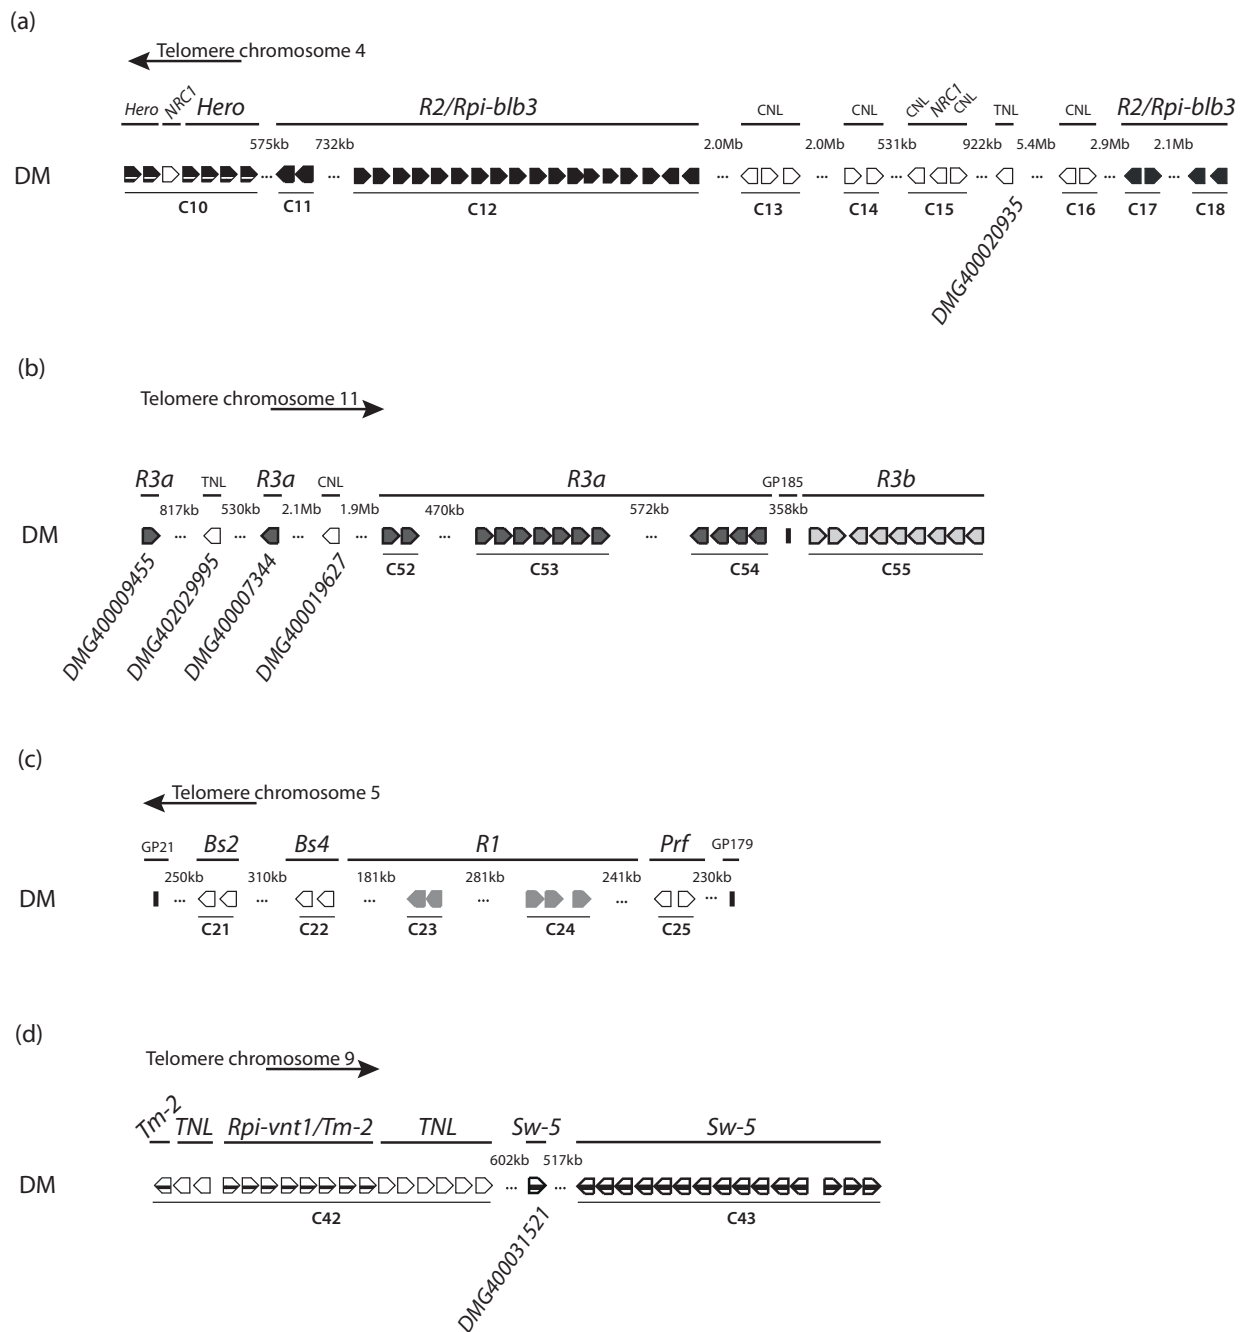 (a)
Telomere chromosome 4
Hero NRC1 Hero R2/Rpi-blb3 CNL CNL CNL NRC1 CNL TNL CNL R2/Rpi-blb3
575kb 732kb 2.0Mb 2.0Mb 531kb 922kb 5.4Mb 2.9Mb 2.1Mb
DM ... ... ... ... ... ... ... ... ...
C10 C11 C12 C13 C14 C15 C16 C17 C18
DMG400020935
(b)
Telomere chromosome 11
R3a TNL R3a CNL R3a GP185 R3b
817kb 530kb 2.1Mb 1.9Mb 470kb 572kb 358kb
DM ... ... ... ... ... ...
C52 C53 C54 C55
DMG400009455 DMG402029995 DMG400007344 DMG400019627
(c)
Telomere chromosome 5
GP21 Bs2 Bs4 R1 Prf GP179
250kb 310kb 181kb 281kb 241kb 230kb
DM ... ... ... ... ... ...
C21 C22 C23 C24 C25
(d)
Telomere chromosome 9
Tm-2 TNL Rpi-vnt1/Tm-2 TNL Sw-5 Sw-5
602kb 517kb
DM ... ...
C42 C43
DMG400031521